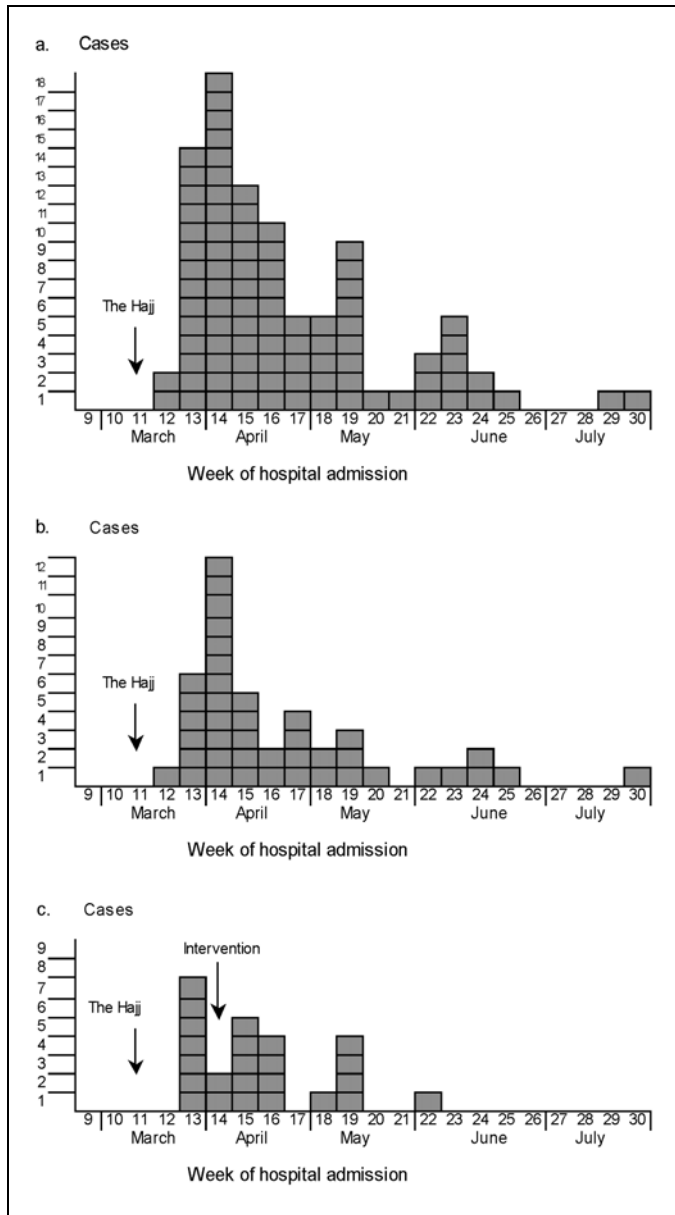 a. Cases
18
17
16
15
14
13
12
11
10
9
8
7
6
5
4
3
2
1
The Hajj
9 10 11 12 13 14 15 16 17 18 19 20 21 22 23 24 25 26 27 28 29 30
March April May June July
Week of hospital admission
b. Cases
12
11
10
9
8
7
6
5
4
3
2
1
The Hajj
9 10 11 12 13 14 15 16 17 18 19 20 21 22 23 24 25 26 27 28 29 30
March April May June July
Week of hospital admission
c. Cases
9
8
7
6
5
4
3
2
1
Intervention
The Hajj
9 10 11 12 13 14 15 16 17 18 19 20 21 22 23 24 25 26 27 28 29 30
March April May June July
Week of hospital admission